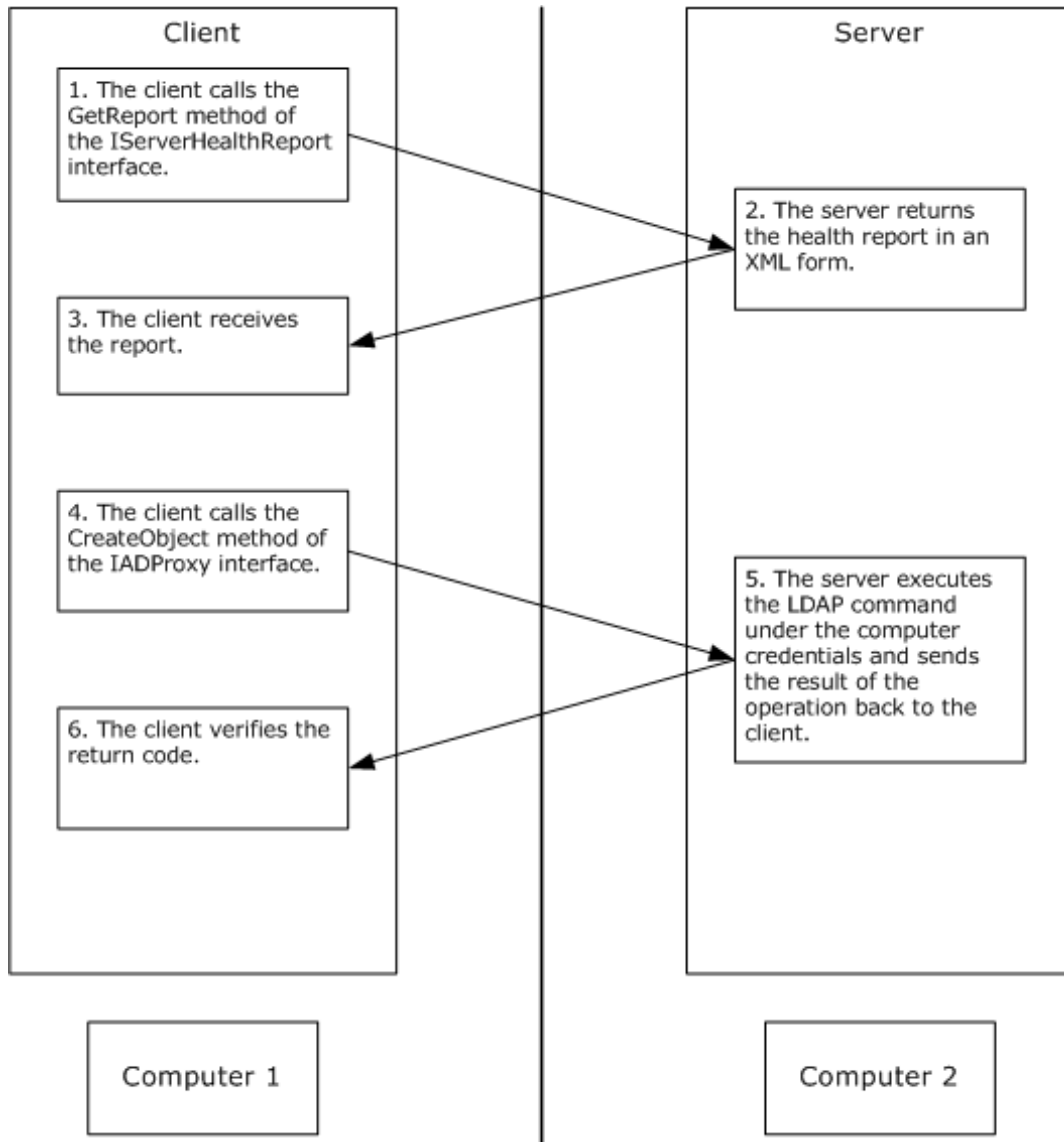 Client
1. The client calls the
GetReport method of
the IServerHealthReport
interface.
3. The client receives
the report.
4. The client calls the
CreateObject method of
the IADProxy interface.
6. The client verifies the
return code.
Server
2. The server returns
the health report in an
XML form.
5. The server executes
the LDAP command
under the computer
credentials and sends
the result of the
operation back to the
client.
Computer 1
Computer 2